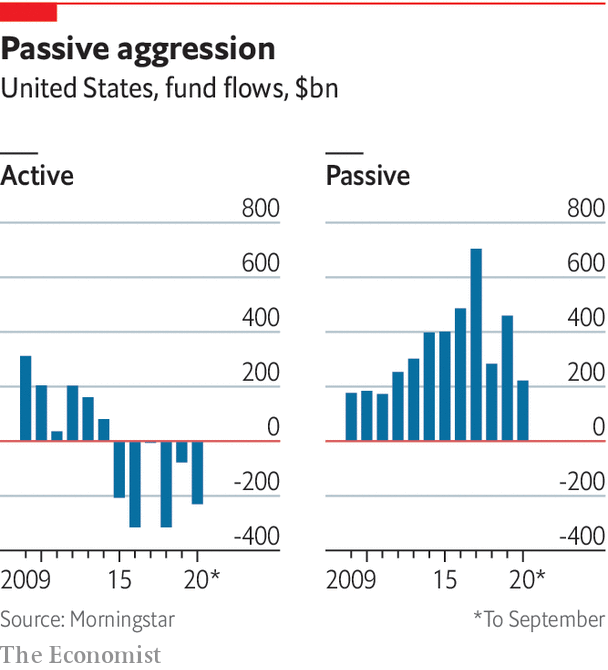 Passive aggression
United States, fund flows, $bn
Active
800
600
400
200
0
-200
-400
2009 15 20*
Passive
800
600
400
200
0
-200
-400
2009 15 20*
Source: Morningstar
*To September
The Economist